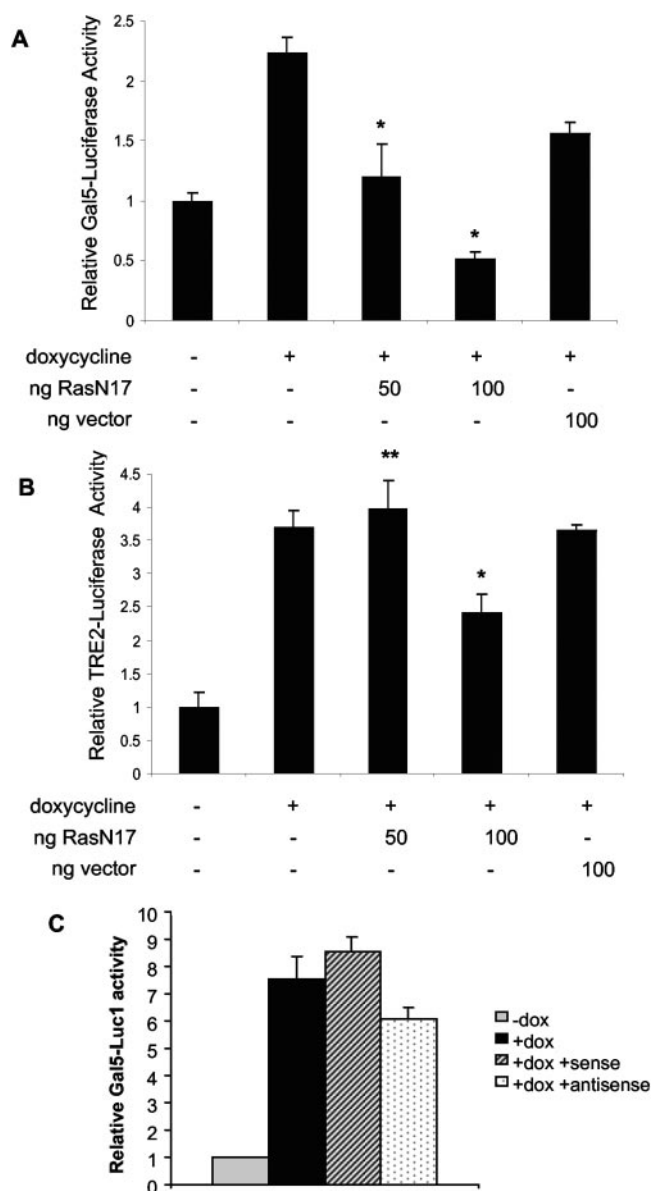 A
Relative Gal5-Luciferase Activity
2.5
2
1.5
1
0.5
0
*
*
doxycycline - + + + +
ng RasN17 - - 50 100 -
ng vector - - - - 100
B
Relative TRE2-Luciferase Activity
4.5
4
3.5
3
2.5
2
1.5
1
0.5
0
**
*
doxycycline - + + + +
ng RasN17 - - 50 100 -
ng vector - - - - 100
C
Relative Gal5-Luc1 activity
10
9
8
7
6
5
4
3
2
1
0
-dox
+dox
+dox +sense
+dox +antisense